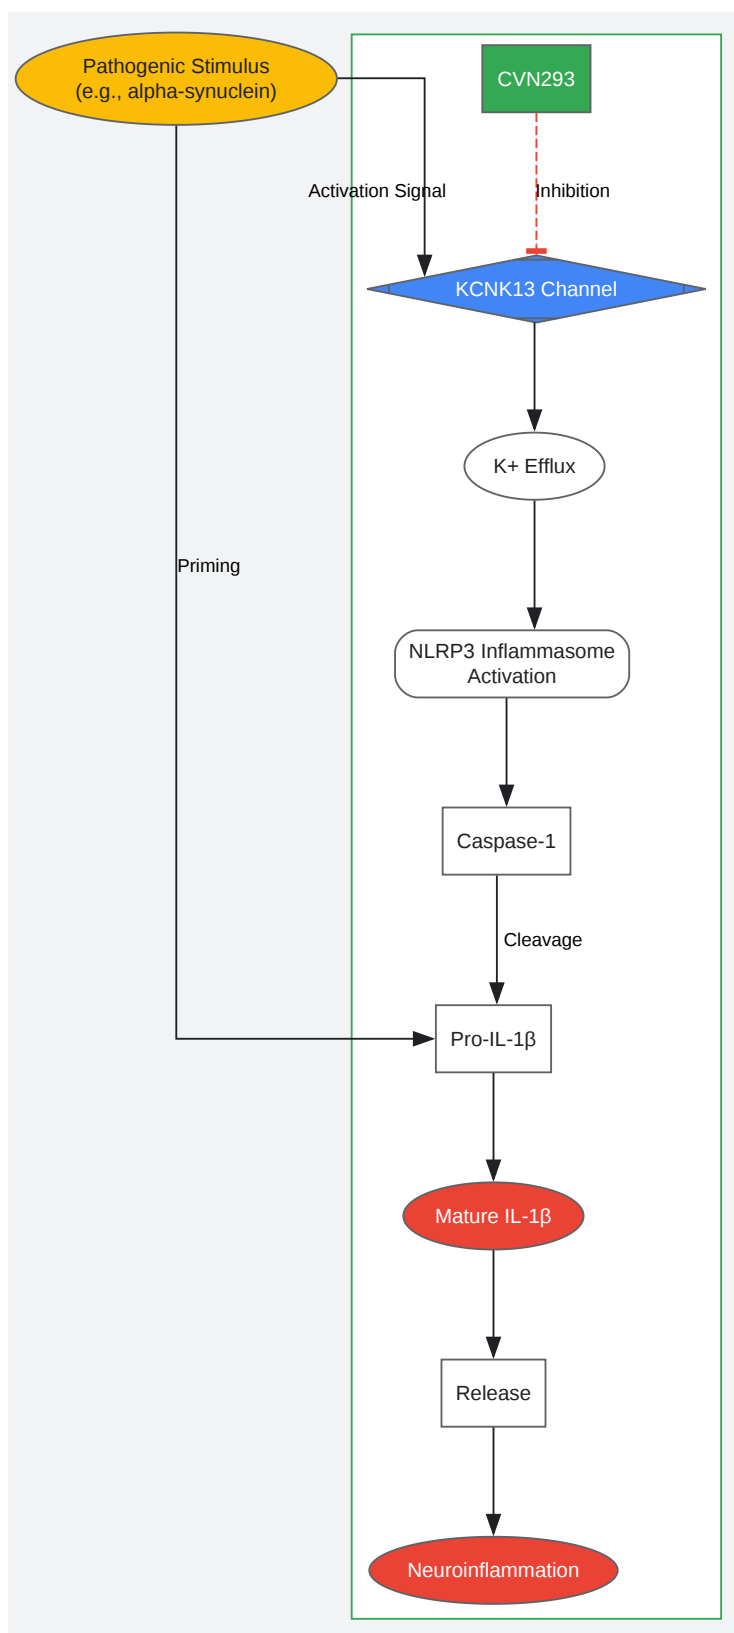 Pathogenic Stimulus
(e.g., alpha-synuclein)
CVN293
Activation Signal
Inhibition
KCNK13 Channel
K+ Efflux
Priming
NLRP3 Inflammasome
Activation
Caspase-1
Cleavage
Pro-IL-1β
Mature IL-1β
Release
Neuroinflammation